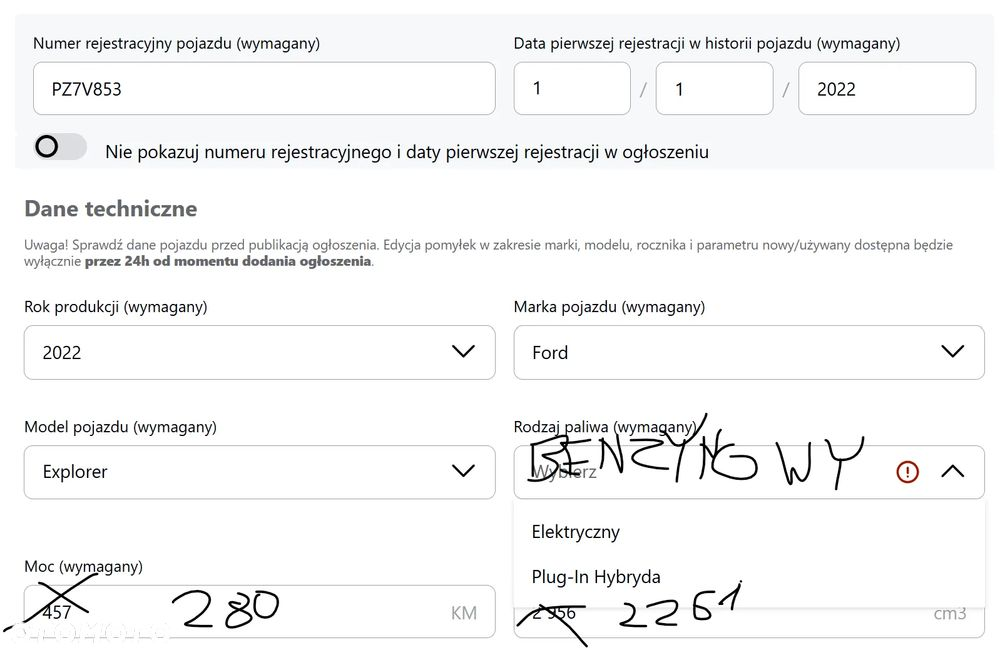 Numer rejestracyjny pojazdu (wymagany) Data pierwszej rejestracji w historii pojazdu (wymagany)
PZ7V853 1 / 1 / 2022
Nie pokazuj numeru rejestracyjnego i daty pierwszej rejestracji w ogłoszeniu
Dane techniczne
Uwaga! Sprawdź dane pojazdu przed publikacją ogłoszenia. Edycja pomyłek w zakresie marki, modelu, rocznika i parametru nowy/używany dostępna będzie
wyłącznie przez 24h od momentu dodania ogłoszenia.
Rok produkcji (wymagany) Marka pojazdu (wymagany)
2022 Ford
Model pojazdu (wymagany) Rodzaj paliwa (wymagany)
BENZYNOWY
Explorer Wybierz
Elektryczny
Moc (wymagany) Plug-In Hybryda
457 280 KM 2 956 2261 cm3
OTOMOTO